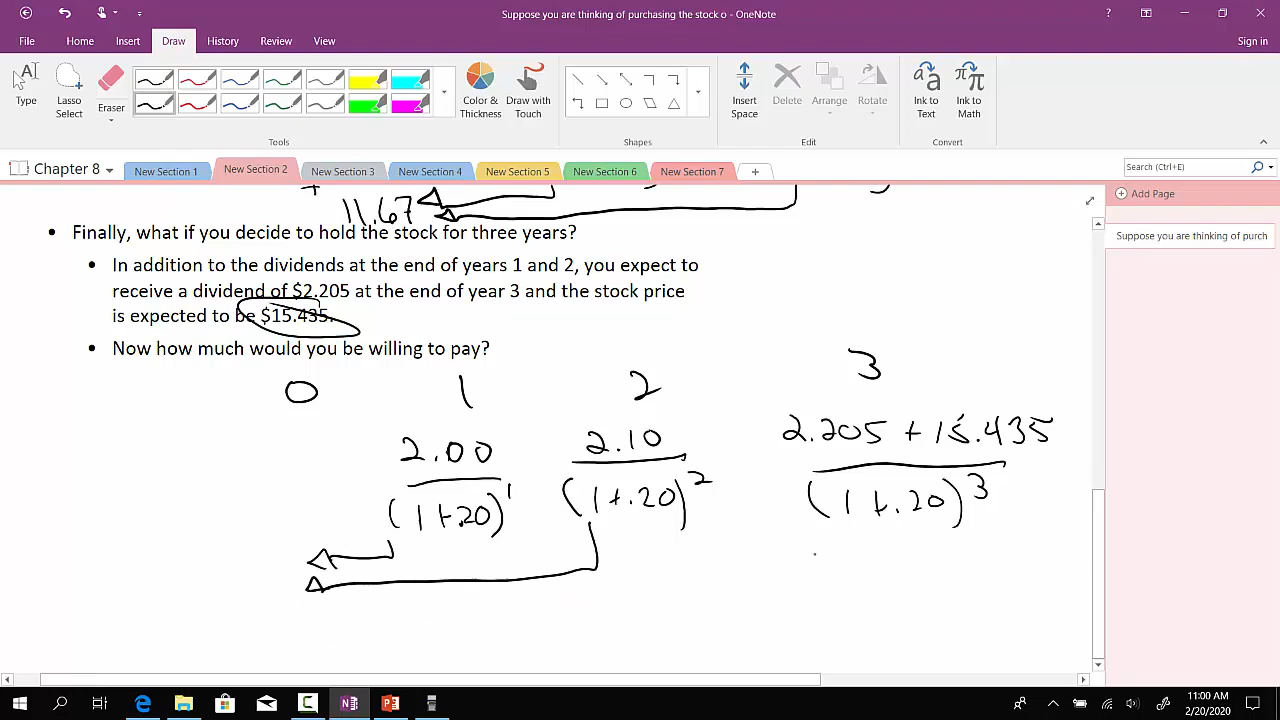 Suppose you are thinking of purchasing the stock o - OneNote
?
Sign in
File Home Insert Draw History Review View
Type
Lasso Select
Eraser
Color & Thickness
Draw with Touch
Insert Space
Delete
Arrange
Rotate
Ink to Text
Ink to Math
Tools
Shapes
Edit
Convert
Chapter 8
New Section 1 New Section 2 New Section 3 New Section 4 New Section 5 New Section 6 New Section 7
Search (Ctrl+E)
Add Page
Suppose you are thinking of purch
11.67
• Finally, what if you decide to hold the stock for three years?
• In addition to the dividends at the end of years 1 and 2, you expect to
receive a dividend of $2.205 at the end of year 3 and the stock price
is expected to be $15.435.
• Now how much would you be willing to pay?
0 1 2 3
2.00 2.10 2.205 + 15.435
(1+.20)^1 (1+.20)^2 (1+.20)^3
11:00 AM
2/20/2020